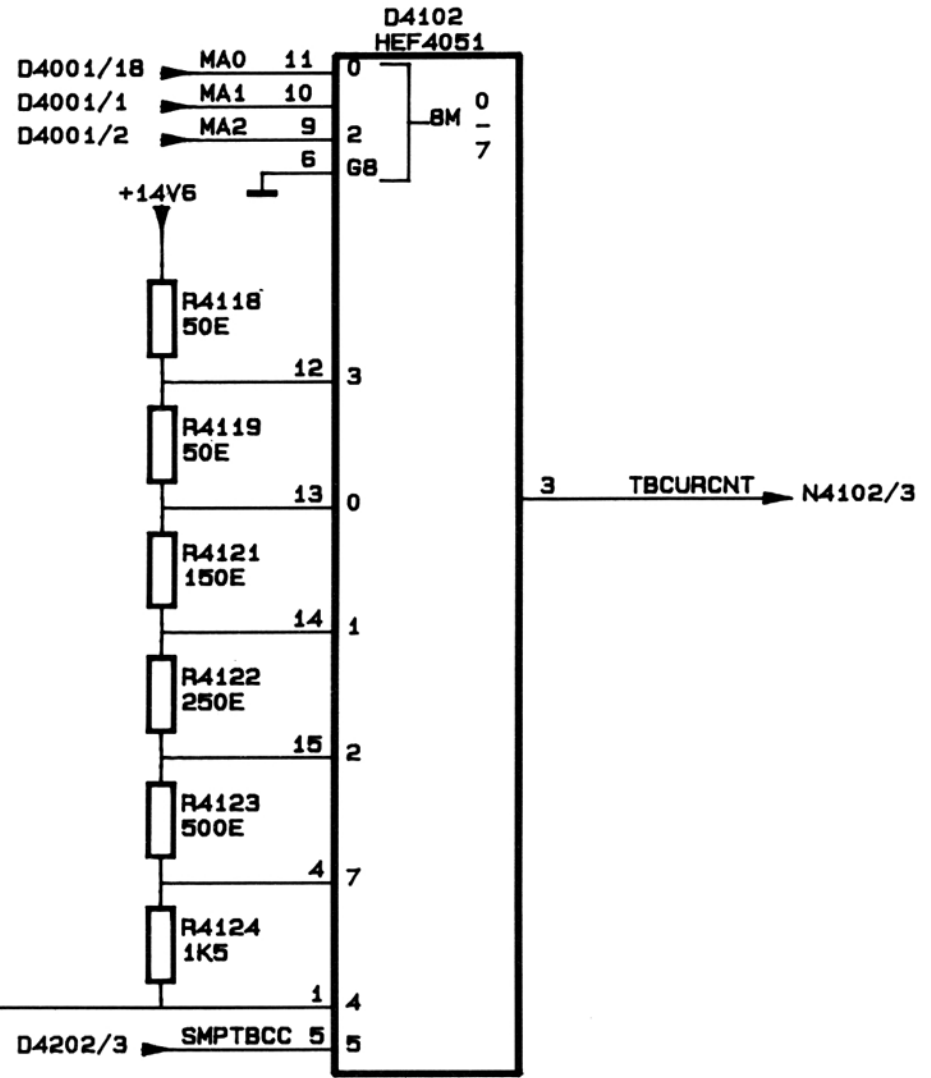 D4102
HEF4051
D4001/18 MA0 11 0
D4001/1 MA1 10
D4001/2 MA2 9 2
6 G8
8M 0 – 7
+14V6
R4118
50E
12 3
R4119
50E
13 0
3 TBCURCNT N4102/3
R4121
150E
14 1
R4122
250E
15 2
R4123
500E
4 7
R4124
1K5
1 4
D4202/3 SMPTBCC 5 5